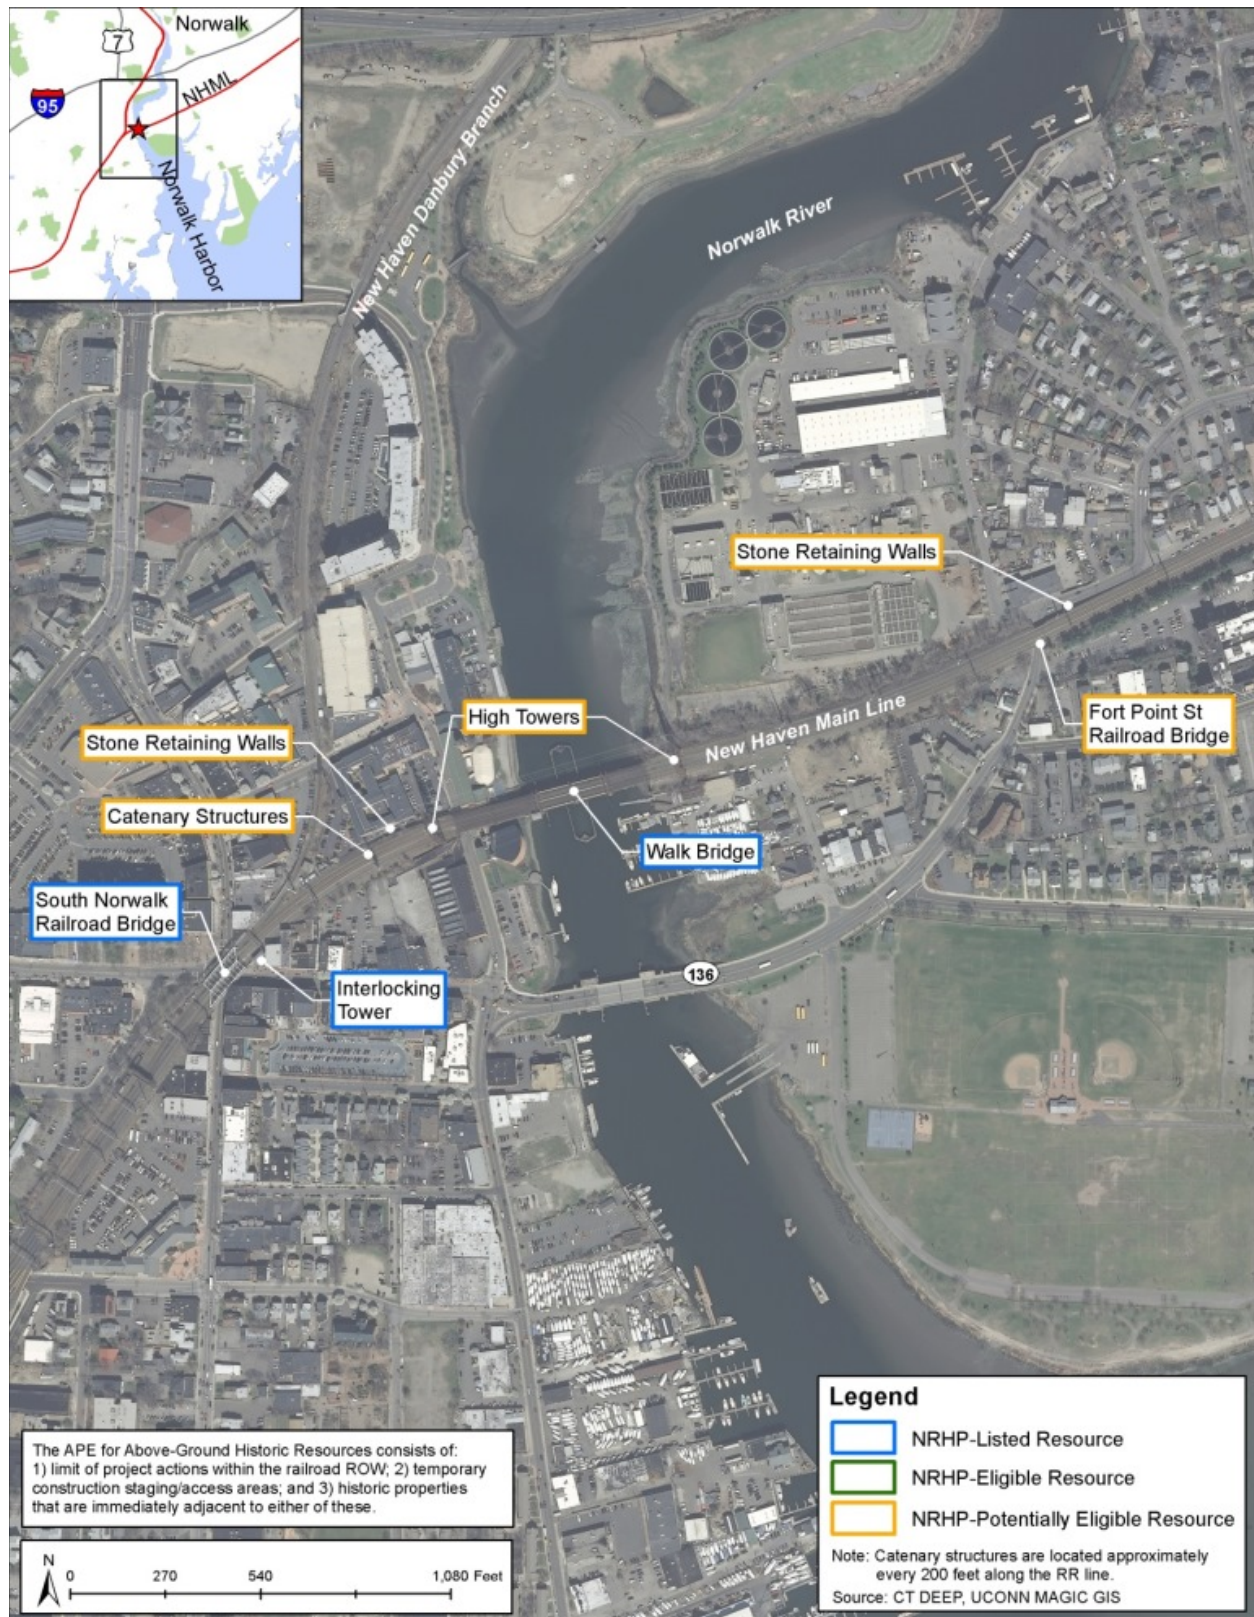 Norwalk
7
95
NHML
Norwalk Harbor
New Haven Danbury Branch
Norwalk River
Stone Retaining Walls
High Towers
New Haven Main Line
Fort Point St
Railroad Bridge
Stone Retaining Walls
Catenary Structures
Walk Bridge
South Norwalk
Railroad Bridge
136
Interlocking
Tower
Legend
NRHP-Listed Resource
NRHP-Eligible Resource
NRHP-Potentially Eligible Resource
Note: Catenary structures are located approximately
every 200 feet along the RR line.
Source: CT DEEP, UCONN MAGIC GIS
The APE for Above-Ground Historic Resources consists of:
1) limit of project actions within the railroad ROW; 2) temporary
construction staging/access areas; and 3) historic properties
that are immediately adjacent to either of these.
N
0 270 540 1,080 Feet